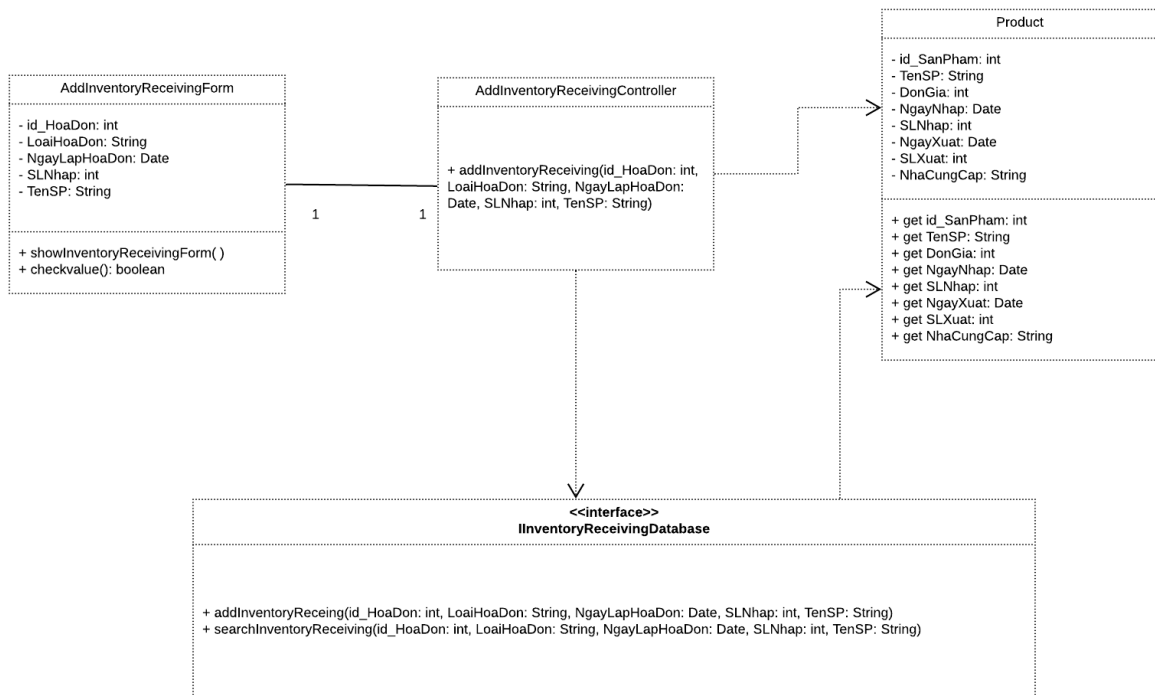 AddInventoryReceivingForm
- id_HoaDon: int
- LoaiHoaDon: String
- NgayLapHoaDon: Date
- SLNhap: int
- TenSP: String
+ showInventoryReceivingForm( )
+ checkvalue(): boolean
1
1
AddInventoryReceivingController
+ addInventoryReceiving(id_HoaDon: int,
LoaiHoaDon: String, NgayLapHoaDon:
Date, SLNhap: int, TenSP: String)
Product
- id_SanPham: int
- TenSP: String
- DonGia: int
- NgayNhap: Date
- SLNhap: int
- NgayXuat: Date
- SLXuat: int
- NhaCungCap: String
+ get id_SanPham: int
+ get TenSP: String
+ get DonGia: int
+ get NgayNhap: Date
+ get SLNhap: int
+ get NgayXuat: Date
+ get SLXuat: int
+ get NhaCungCap: String
<<interface>>
IInventoryReceivingDatabase
+ addInventoryReceing(id_HoaDon: int, LoaiHoaDon: String, NgayLapHoaDon: Date, SLNhap: int, TenSP: String)
+ searchInventoryReceiving(id_HoaDon: int, LoaiHoaDon: String, NgayLapHoaDon: Date, SLNhap: int, TenSP: String)